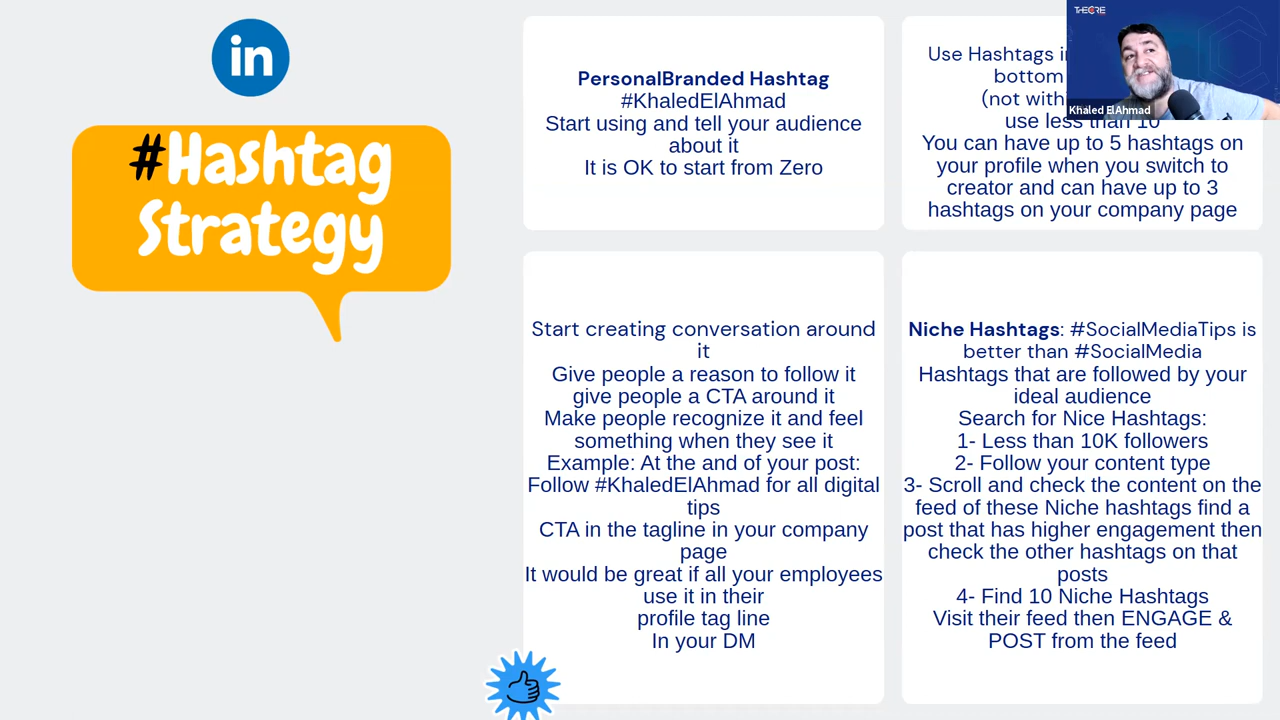 in
#Hashtag
Strategy
PersonalBranded Hashtag
#KhaledElAhmad
Start using and tell your audience
about it
It is OK to start from Zero
Use Hashtags
bottom
(not
use less than 10
You can have up to 5 hashtags on
your profile when you switch to
creator and can have up to 3
hashtags on your company page
THECORE
Khaled ElAhmad
Start creating conversation around
it
Give people a reason to follow it
give people a CTA around it
Make people recognize it and feel
something when they see it
Example: At the and of your post:
Follow #KhaledElAhmad for all digital
tips
CTA in the tagline in your company
page
It would be great if all your employees
use it in their
profile tag line
In your DM
Niche Hashtags: #SocialMediaTips is
better than #SocialMedia
Hashtags that are followed by your
ideal audience
Search for Nice Hashtags:
1- Less than 10K followers
2- Follow your content type
3- Scroll and check the content on the
feed of these Niche hashtags find a
post that has higher engagement then
check the other hashtags on that
posts
4- Find 10 Niche Hashtags
Visit their feed then ENGAGE &
POST from the feed